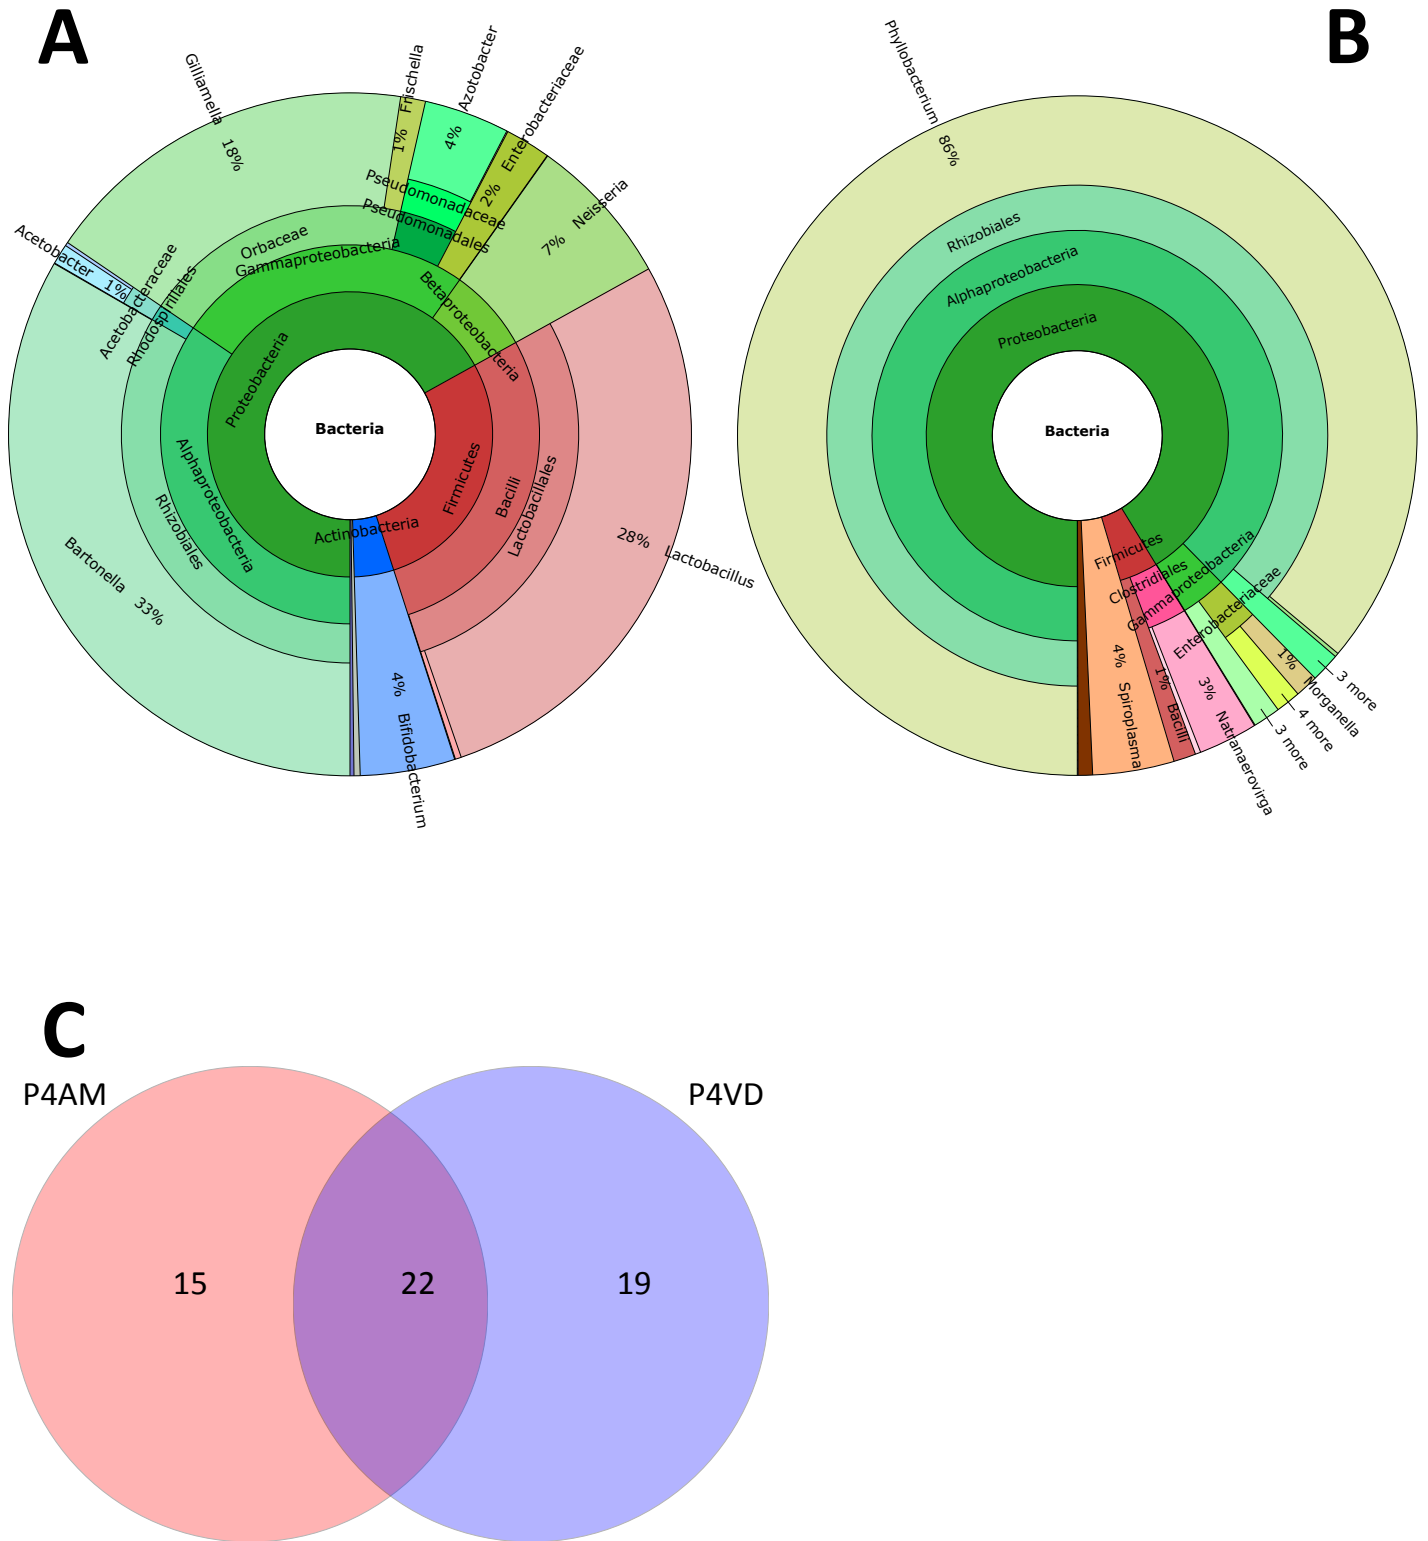 A
Gilliamella 18%
Frischella 1%
Azotobacter 4%
Enterobacteriaceae 2%
Neisseria 7%
Pseudomonadaceae
Pseudomonadales
Orbaceae
Gammaproteobacteria
Betaproteobacteria
Acetobacter 1%
Acetobacteraceae
Rhodospirillales
Proteobacteria
Bacteria
Alphaproteobacteria
Rhizobiales
Bartonella 33%
Actinobacteria
Firmicutes
Bacilli
Lactobacillales
28% Lactobacillus
4% Bifidobacterium
B
Phyllobacterium 86%
Rhizobiales
Alphaproteobacteria
Proteobacteria
Bacteria
Firmicutes
Clostridiales
Gammaproteobacteria
Enterobacteriaceae
4% Spiroplasma
1% Bacilli
3% Natranaerovirga
3 more
4 more
1% Morganella
3 more
C
P4AM
P4VD
15
22
19